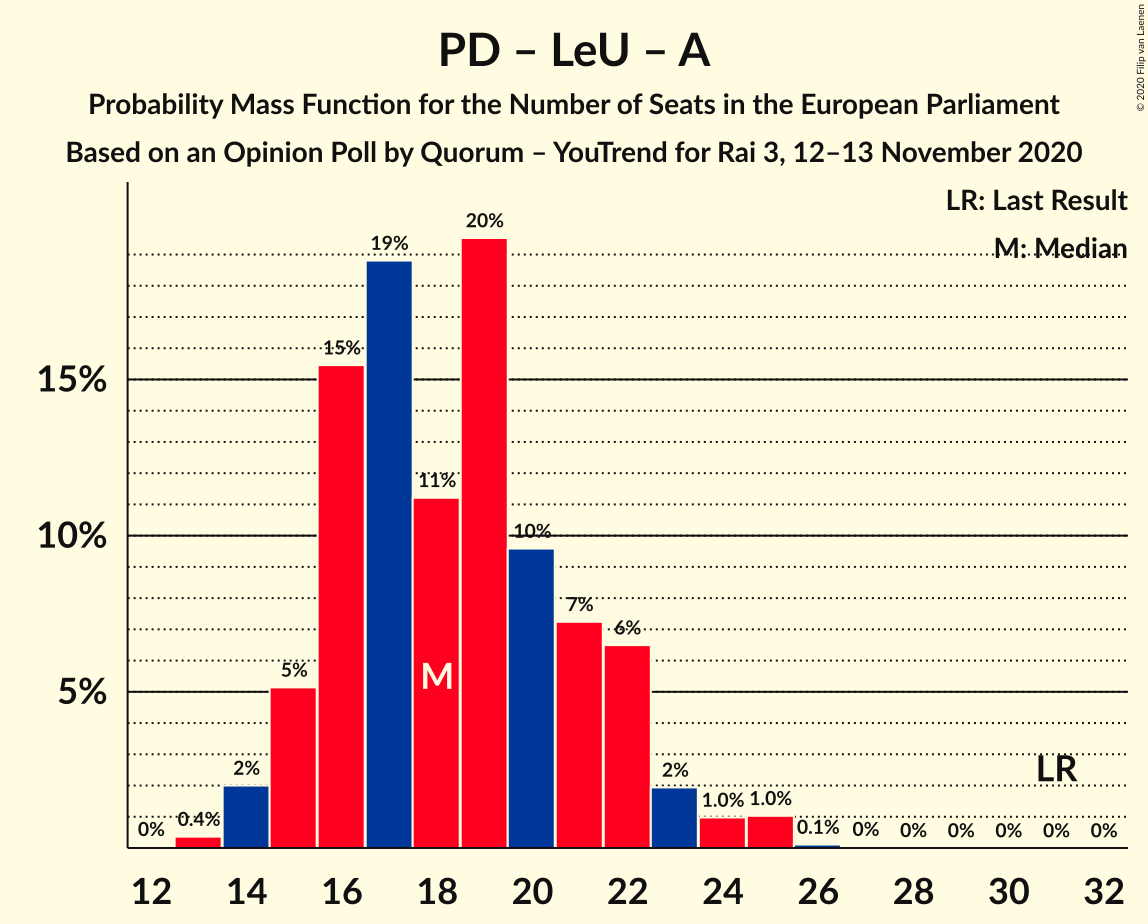 PD – LeU – A
Probability Mass Function for the Number of Seats in the European Parliament
Based on an Opinion Poll by Quorum – YouTrend for Rai 3, 12–13 November 2020
© 2020 Filip van Laenen
LR: Last Result
M: Median
20%
19%
15%
15%
11%
10%
10%
7%
6%
5%
5%
M
2%
2%
LR
0%
0.4%
1.0%
1.0%
0.1%
0%
0%
0%
0%
0%
0%
12 14 16 18 20 22 24 26 28 30 32